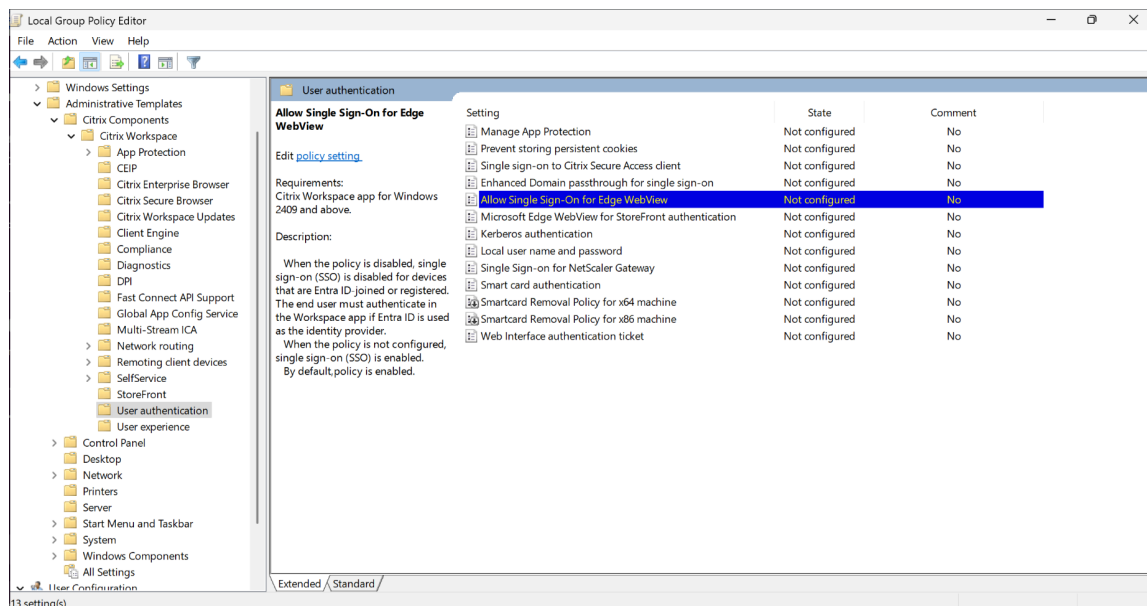 Local Group Policy Editor
File Action View Help
Windows Settings
Administrative Templates
Citrix Components
Citrix Workspace
App Protection
CEIP
Citrix Enterprise Browser
Citrix Secure Browser
Citrix Workspace Updates
Client Engine
Compliance
Diagnostics
DPI
Fast Connect API Support
Global App Config Service
Multi-Stream ICA
Network routing
Remoting client devices
SelfService
StoreFront
User authentication
User experience
Control Panel
Desktop
Network
Printers
Server
Start Menu and Taskbar
System
Windows Components
All Settings
User Configuration
User authentication
Allow Single Sign-On for Edge
WebView
Edit policy setting
Requirements:
Citrix Workspace app for Windows
2409 and above.
Description:
When the policy is disabled, single
sign-on (SSO) is disabled for devices
that are Entra ID-joined or registered.
The end user must authenticate in
the Workspace app if Entra ID is used
as the identity provider.
When the policy is not configured,
single sign-on (SSO) is enabled.
By default,policy is enabled.
Setting State Comment
Manage App Protection Not configured No
Prevent storing persistent cookies Not configured No
Single sign-on to Citrix Secure Access client Not configured No
Enhanced Domain passthrough for single sign-on Not configured No
Allow Single Sign-On for Edge WebView Not configured No
Microsoft Edge WebView for StoreFront authentication Not configured No
Kerberos authentication Not configured No
Local user name and password Not configured No
Single Sign-on for NetScaler Gateway Not configured No
Smart card authentication Not configured No
Smartcard Removal Policy for x64 machine Not configured No
Smartcard Removal Policy for x86 machine Not configured No
Web Interface authentication ticket Not configured No
Extended Standard
13 setting(s)